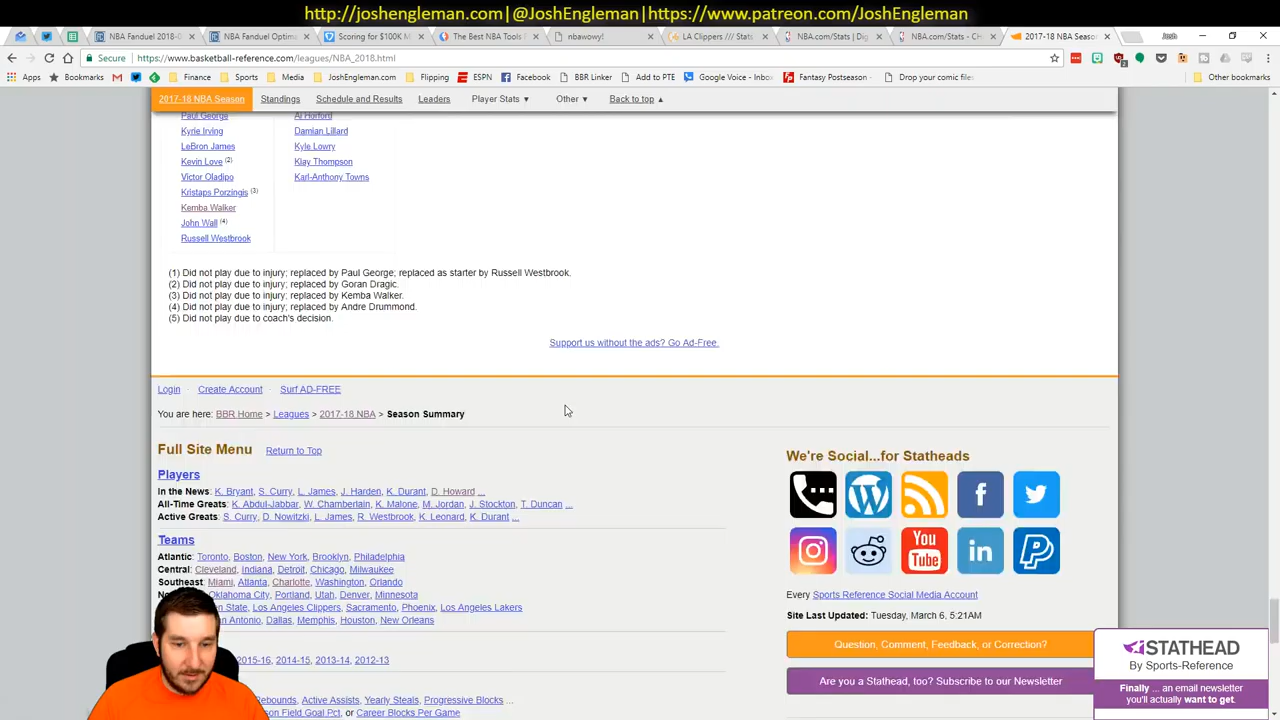 http://joshengleman.com|@JoshEngleman|https://www.patreon.com/JoshEngleman
NBA Fanduel 2018-0
NBA Fanduel Optima
Scoring for $100K M
The Best NBA Tools F
nbawowy!
LA Clippers /// Stats
NBA.com/Stats | Dig
NBA.com/Stats - CH
2017-18 NBA Seaso
Josh
Secure
https://www.basketball-reference.com/leagues/NBA_2018.html
Apps
Bookmarks
Finance
Sports
Media
JoshEngleman.com
Flipping
ESPN
Facebook
BBR Linker
Add to PTE
Google Voice - Inbo
Fantasy Postseason -
Drop your comic files
Other bookmarks
2017-18 NBA Season
Standings
Schedule and Results
Leaders
Player Stats ▼
Other ▼
Back to top ▲
Paul George
Kyrie Irving
LeBron James
Kevin Love (2)
Victor Oladipo
Kristaps Porzingis (3)
Kemba Walker
John Wall (4)
Russell Westbrook
Al Horford
Damian Lillard
Kyle Lowry
Klay Thompson
Karl-Anthony Towns
(1) Did not play due to injury; replaced by Paul George; replaced as starter by Russell Westbrook.
(2) Did not play due to injury; replaced by Goran Dragic.
(3) Did not play due to injury; replaced by Kemba Walker.
(4) Did not play due to injury; replaced by Andre Drummond.
(5) Did not play due to coach's decision.
Support us without the ads? Go Ad-Free.
Login · Create Account · Surf AD-FREE
You are here: BBR Home > Leagues > 2017-18 NBA > Season Summary
Full Site Menu
Return to Top
Players
In the News: K. Bryant, S. Curry, L. James, J. Harden, K. Durant, D. Howard ...
All-Time Greats: K. Abdul-Jabbar, W. Chamberlain, K. Malone, M. Jordan, J. Stockton, T. Duncan ...
Active Greats: S. Curry, D. Nowitzki, L. James, R. Westbrook, K. Leonard, K. Durant ...
Teams
Atlantic: Toronto, Boston, New York, Brooklyn, Philadelphia
Central: Cleveland, Indiana, Detroit, Chicago, Milwaukee
Southeast: Miami, Atlanta, Charlotte, Washington, Orlando
Oklahoma City, Portland, Utah, Denver, Minnesota
State, Los Angeles Clippers, Sacramento, Phoenix, Los Angeles Lakers
Antonio, Dallas, Memphis, Houston, New Orleans
2015-16, 2014-15, 2013-14, 2012-13
Rebounds, Active Assists, Yearly Steals, Progressive Blocks ...
Field Goal Pct, or Career Blocks Per Game
We're Social...for Statheads
You
Tube
Every Sports Reference Social Media Account
Site Last Updated: Tuesday, March 6, 5:21AM
Question, Comment, Feedback, or Correction?
Are you a Stathead, too? Subscribe to our Newsletter
STATHEAD
By Sports-Reference
Finally ... an email newsletter
you'll actually want to get.